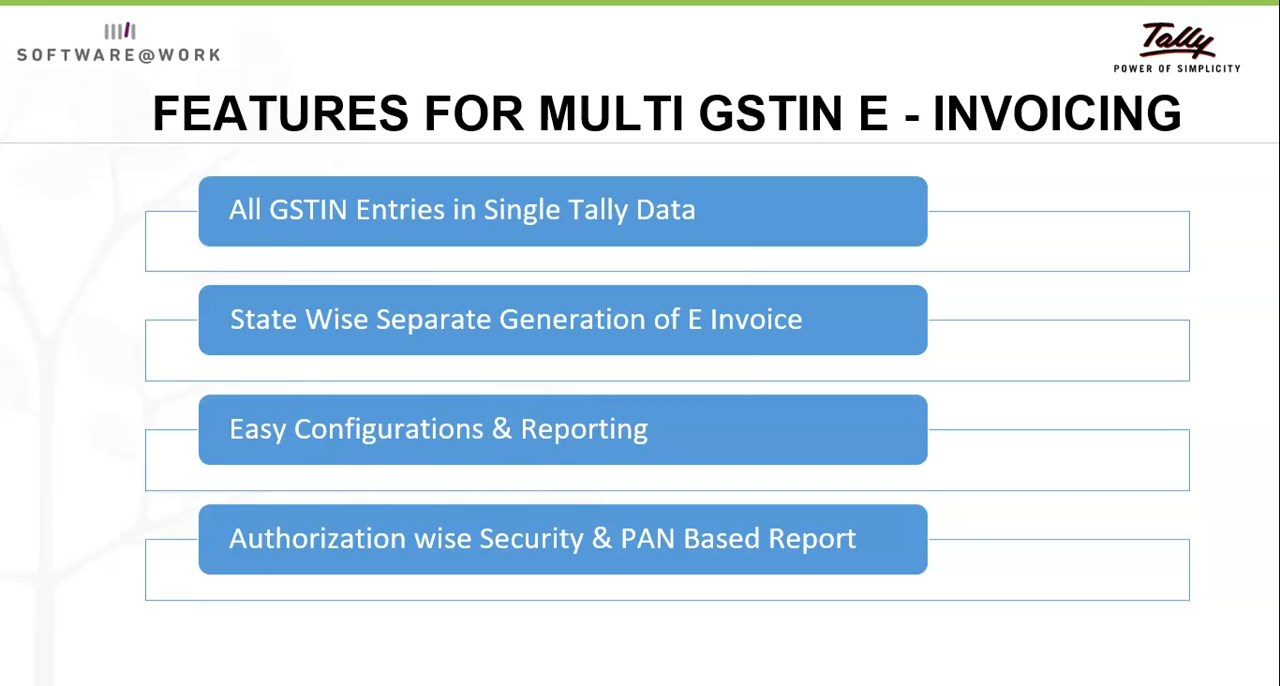 SOFTWARE@WORK
Tally
POWER OF SIMPLICITY
FEATURES FOR MULTI GSTIN E - INVOICING
All GSTIN Entries in Single Tally Data
State Wise Separate Generation of E Invoice
Easy Configurations & Reporting
Authorization wise Security & PAN Based Report